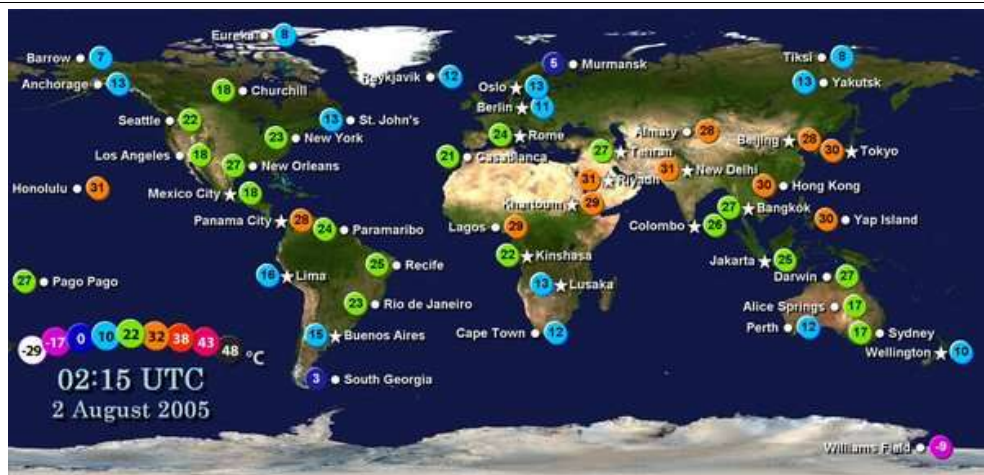 Eureka 8
Barrow 7
8 Tiksi
5 Murmansk
Anchorage 13
18 Churchill
Reykjavik 12
Oslo 13
13 Yakutsk
Berlin 11
Seattle 22
13 St. John's
23 New York
24 Rome
Almaty 28
Beijing 28
30 Tokyo
Los Angeles 18
27 New Orleans
21 Casablanca
27 Tehran
31 New Delhi
Honolulu 31
Mexico City 18
31 Riyadh
Khartoum 29
30 Hong Kong
27 Bangkok
Panama City 28
24 Paramaribo
Lagos 29
Colombo 26
30 Yap Island
22 Kinshasa
25 Recife
Jakarta 25
27 Pago Pago
16 Lima
13 Lusaka
Darwin 27
23 Rio de Janeiro
Alice Springs 17
15 Buenos Aires
Cape Town 12
Perth 12
17 Sydney
Wellington 10
-29 -17 0 10 22 32 38 43 48 °C
02:15 UTC
2 August 2005
3 South Georgia
Williams Field -9